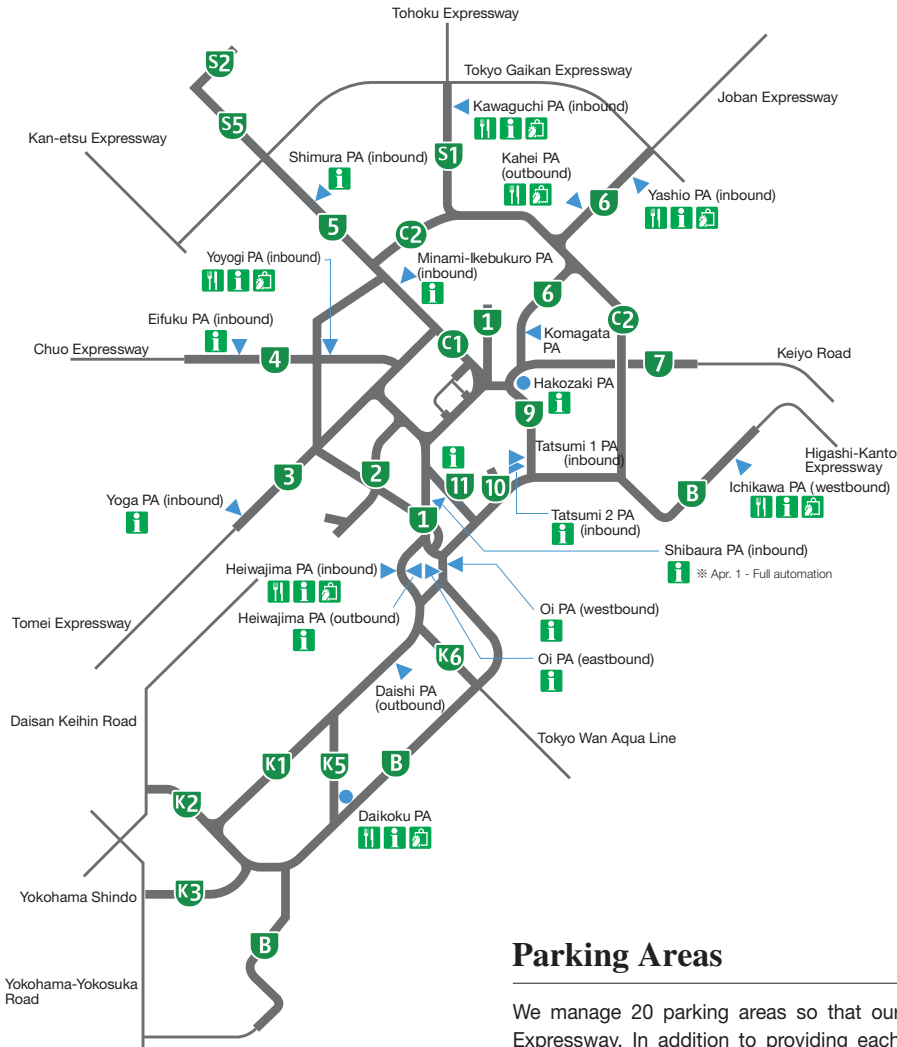 Tohoku Expressway
S2
Tokyo Gaikan Expressway
Kawaguchi PA (inbound)
Joban Expressway
S5
Kan-etsu Expressway
Shimura PA (inbound)
S1
Kahei PA
(outbound)
6
Yashio PA (inbound)
5
C2
Yoyogi PA (inbound)
Minami-Ikebukuro PA
(inbound)
6
C2
Eifuku PA (inbound)
1
C1
Komagata
PA
Chuo Expressway
4
7
Keiyo Road
Hakozaki PA
9
Tatsumi 1 PA
(inbound)
Higashi-Kanto
Expressway
3
2
11
10
B
Ichikawa PA (westbound)
Yoga PA (inbound)
1
Tatsumi 2 PA
(inbound)
Shibaura PA (inbound)
※ Apr. 1 - Full automation
Heiwajima PA (inbound)
Heiwajima PA (outbound)
Oi PA (westbound)
Tomei Expressway
Oi PA (eastbound)
K6
Daishi PA
(outbound)
Daisan Keihin Road
Tokyo Wan Aqua Line
K1
K5
B
K2
Daikoku PA
K3
Yokohama Shindo
B
Yokohama-Yokosuka
Road
Parking Areas
We manage 20 parking areas so that our
Expressway. In addition to providing each